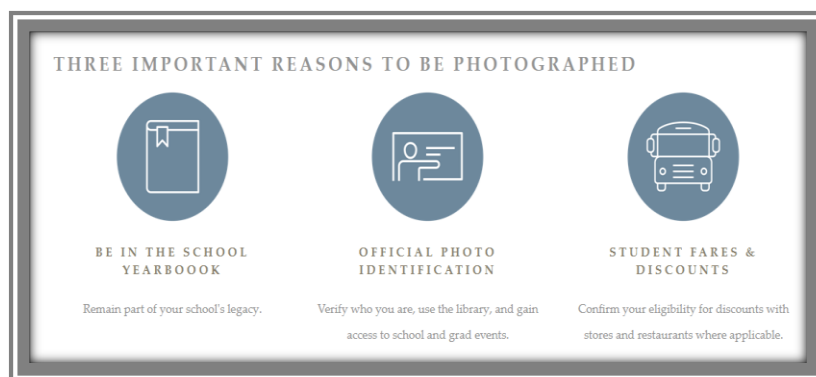 THREE IMPORTANT REASONS TO BE PHOTOGRAPHED
BE IN THE SCHOOL
YEARBOOOK
Remain part of your school's legacy.
OFFICIAL PHOTO
IDENTIFICATION
Verify who you are, use the library, and gain
access to school and grad events.
STUDENT FARES &
DISCOUNTS
Confirm your eligibility for discounts with
stores and restaurants where applicable.